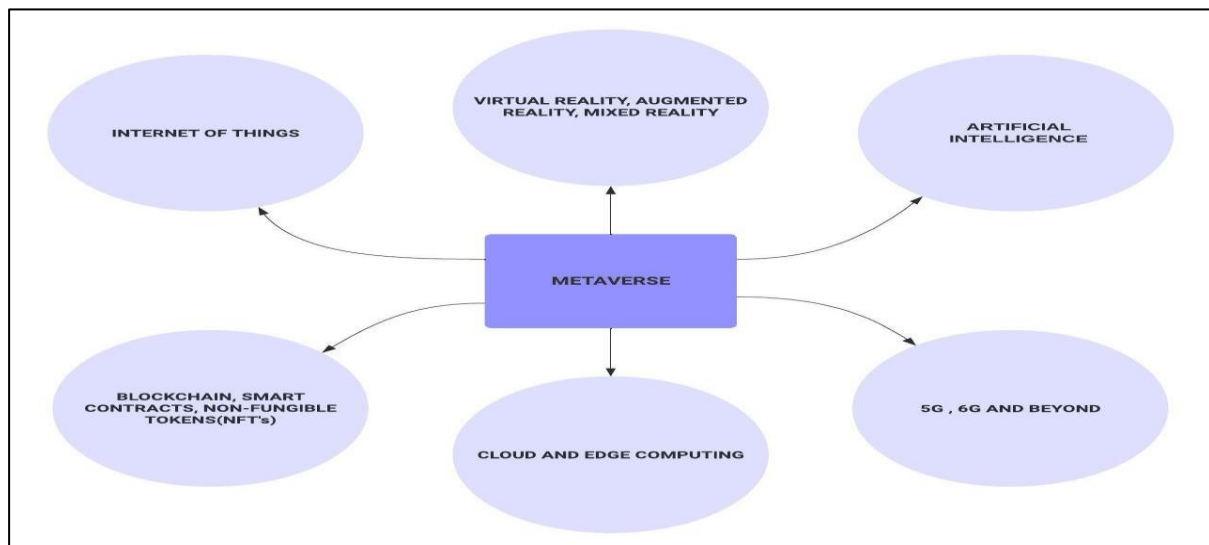 VIRTUAL REALITY, AUGMENTED
REALITY, MIXED REALITY
INTERNET OF THINGS
ARTIFICIAL
INTELLIGENCE
METAVERSE
BLOCKCHAIN, SMART
CONTRACTS, NON-FUNGIBLE
TOKENS(NFT's)
5G , 6G AND BEYOND
CLOUD AND EDGE COMPUTING